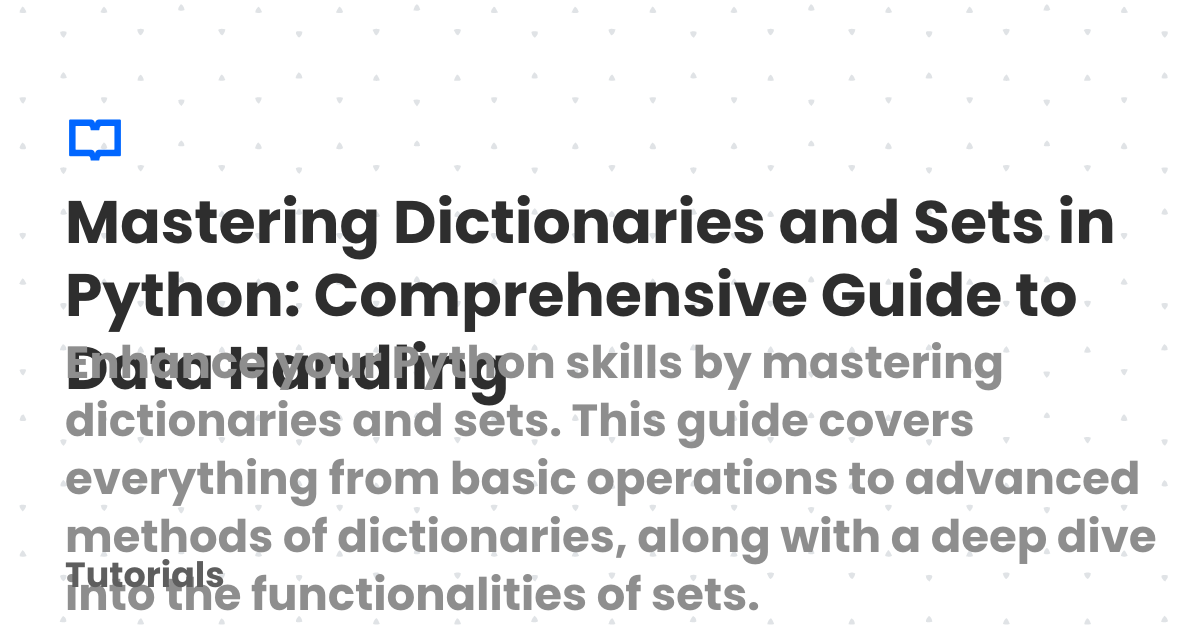 Mastering Dictionaries and Sets in
Python: Comprehensive Guide to
Data Handling
Enhance your Python skills by mastering
dictionaries and sets. This guide covers
everything from basic operations to advanced
methods of dictionaries, along with a deep dive
Tutorials
into the functionalities of sets.